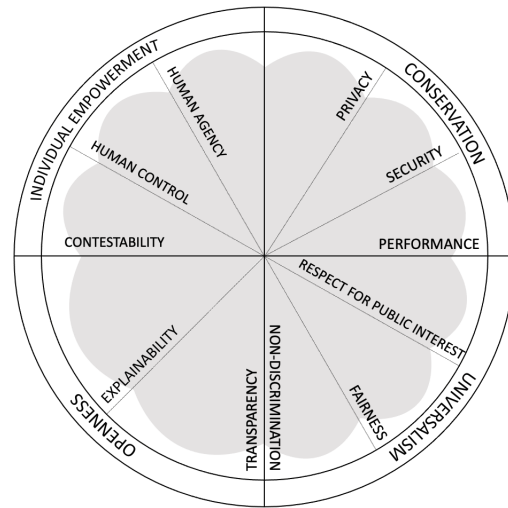 INDIVIDUAL EMPOWERMENT
CONSERVATION
HUMAN AGENCY
PRIVACY
HUMAN CONTROL
SECURITY
CONTESTABILITY
PERFORMANCE
RESPECT FOR PUBLIC INTEREST
EXPLAINABILITY
TRANSPARENCY
NON-DISCRIMINATION
FAIRNESS
OPENNESS
UNIVERSALISM